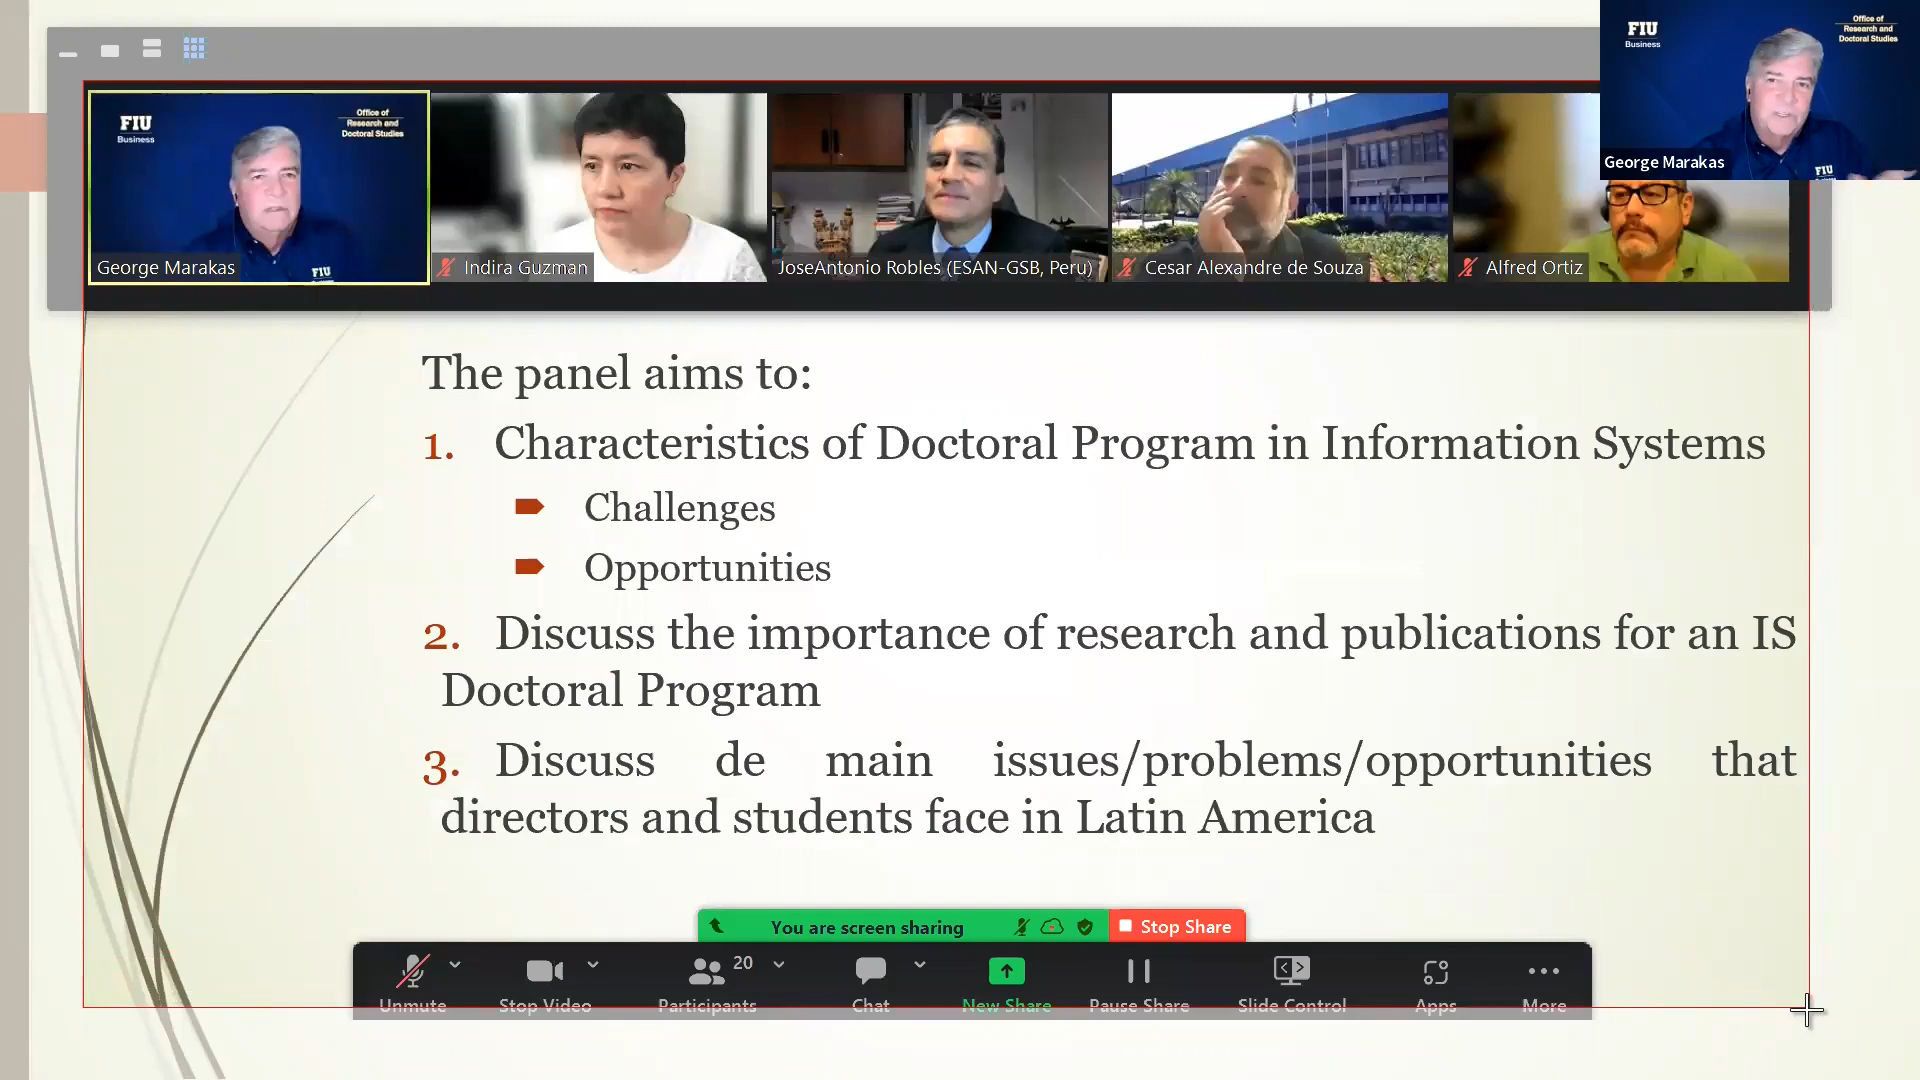 FIU
Business
Office of
Research and
Doctoral Studies
George Marakas
FIU
Indira Guzman
JoseAntonio Robles (ESAN-GSB, Peru)
Cesar Alexandre de Souza
Alfred Ortiz
FIU
Business
Office of
Research and
Doctoral Studies
George Marakas
FIU
The panel aims to:
1. Characteristics of Doctoral Program in Information Systems
Challenges
Opportunities
2. Discuss the importance of research and publications for an IS
Doctoral Program
3. Discuss de main issues/problems/opportunities that
directors and students face in Latin America
You are screen sharing
Stop Share
20
Unmute
Stop Video
Participants
Chat
New Share
Pause Share
Slide Control
Apps
More